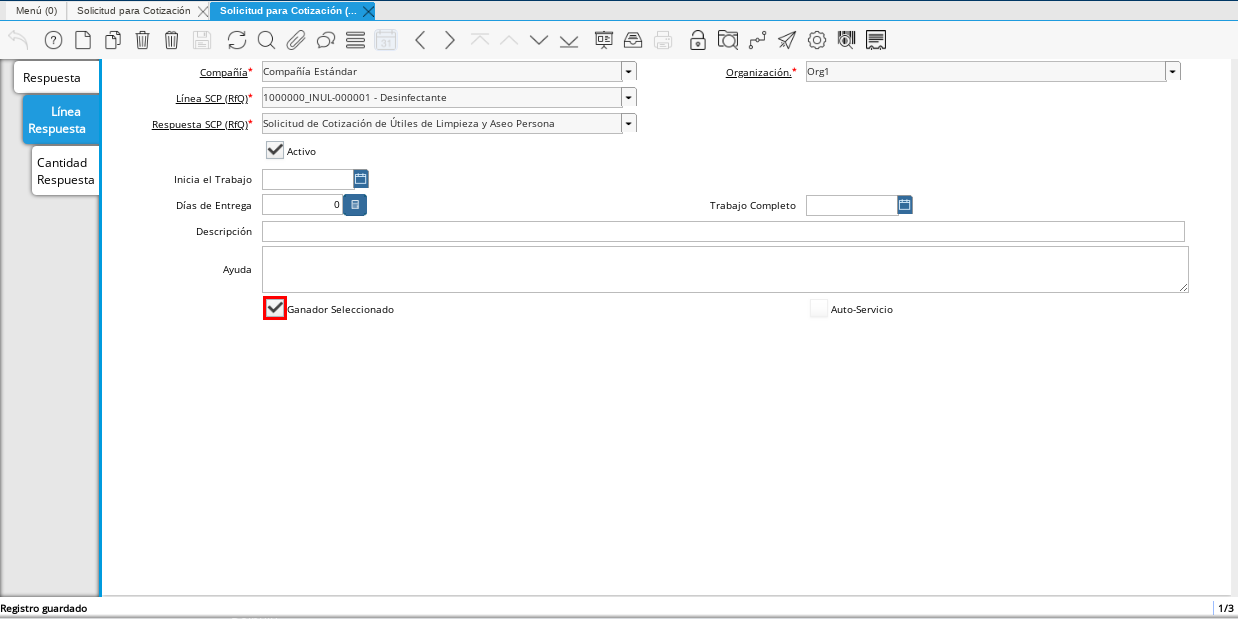 Menú (0) Solicitud para Cotización Solicitud para Cotización (...
31
Respuesta
Línea
Respuesta
Cantidad
Respuesta
Compañía* Compañía Estándar Organización.* Org1
Línea SCP (RfQ)* 1000000_INUL-000001 - Desinfectante
Respuesta SCP (RfQ)* Solicitud de Cotización de Útiles de Limpieza y Aseo Persona
Activo
Inicia el Trabajo
Días de Entrega 0 Trabajo Completo
Descripción
Ayuda
Ganador Seleccionado Auto-Servicio
Registro guardado 1/3